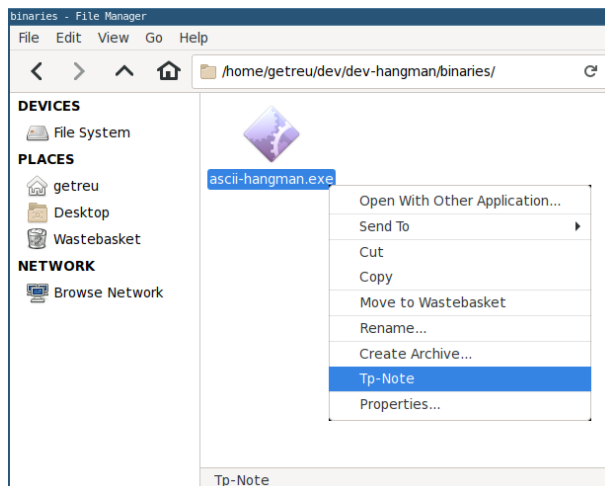 binaries - File Manager
File Edit View Go Help
/home/getreu/dev/dev-hangman/binaries/
DEVICES
File System
PLACES
getreu
Desktop
Wastebasket
NETWORK
Browse Network
ascii-hangman.exe
Open With Other Application...
Send To
Cut
Copy
Move to Wastebasket
Rename...
Create Archive...
Tp-Note
Properties...
Tp-Note